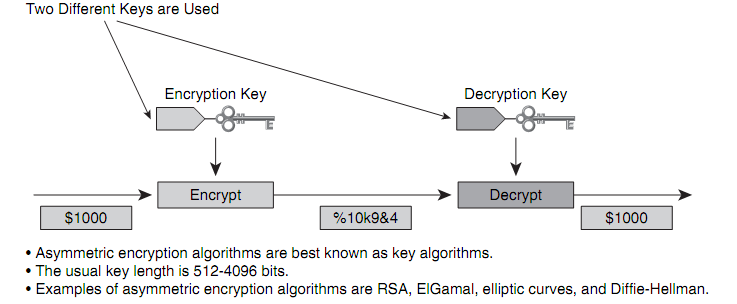 Two Different Keys are Used
Encryption Key
Decryption Key
Encrypt
Decrypt
$1000
%10k9&4
$1000
• Asymmetric encryption algorithms are best known as key algorithms.
• The usual key length is 512-4096 bits.
• Examples of asymmetric encryption algorithms are RSA, ElGamal, elliptic curves, and Diffie-Hellman.